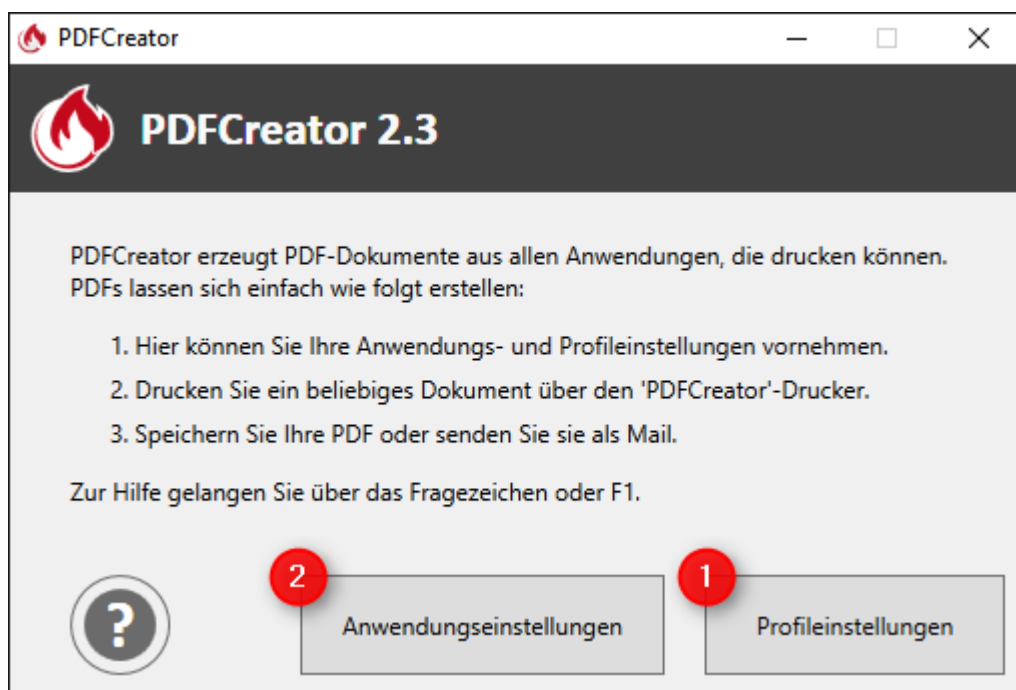 PDFCreator
PDFCreator 2.3
PDFCreator erzeugt PDF-Dokumente aus allen Anwendungen, die drucken können.
PDFs lassen sich einfach wie folgt erstellen:
1. Hier können Sie Ihre Anwendungs- und Profileinstellungen vornehmen.
2. Drucken Sie ein beliebiges Dokument über den 'PDFCreator'-Drucker.
3. Speichern Sie Ihre PDF oder senden Sie sie als Mail.
Zur Hilfe gelangen Sie über das Fragezeichen oder F1.
?
2
Anwendungseinstellungen
1
Profileinstellungen